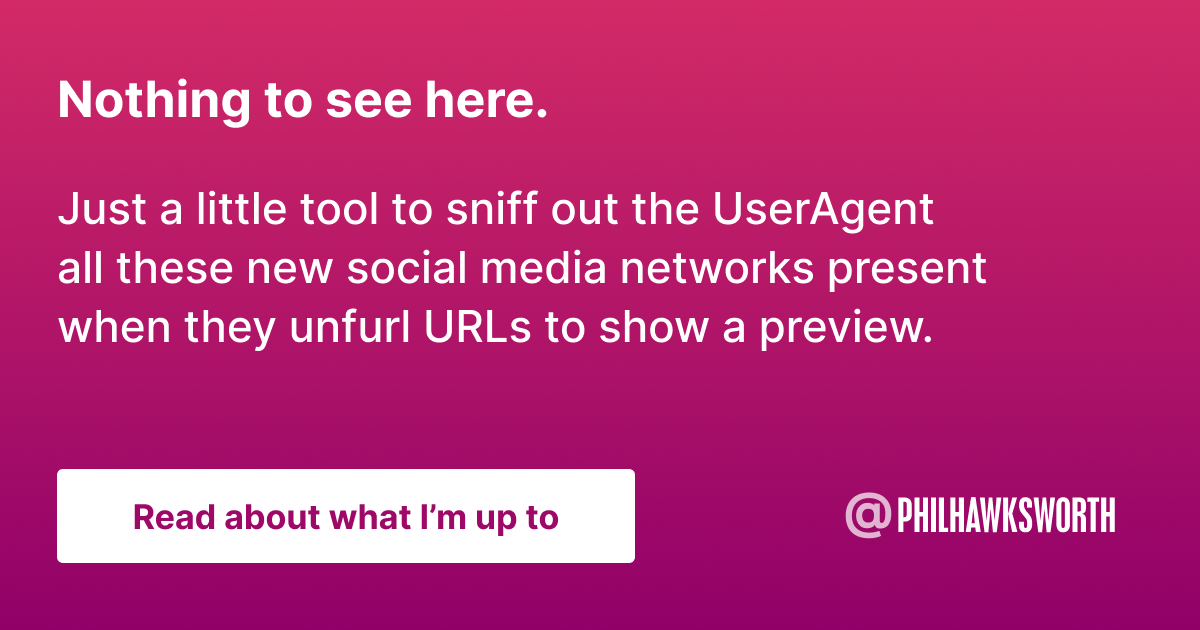 Nothing to see here.
Just a little tool to sniff out the UserAgent
all these new social media networks present
when they unfurl URLs to show a preview.
Read about what I’m up to
@PHILHAWKSWORTH